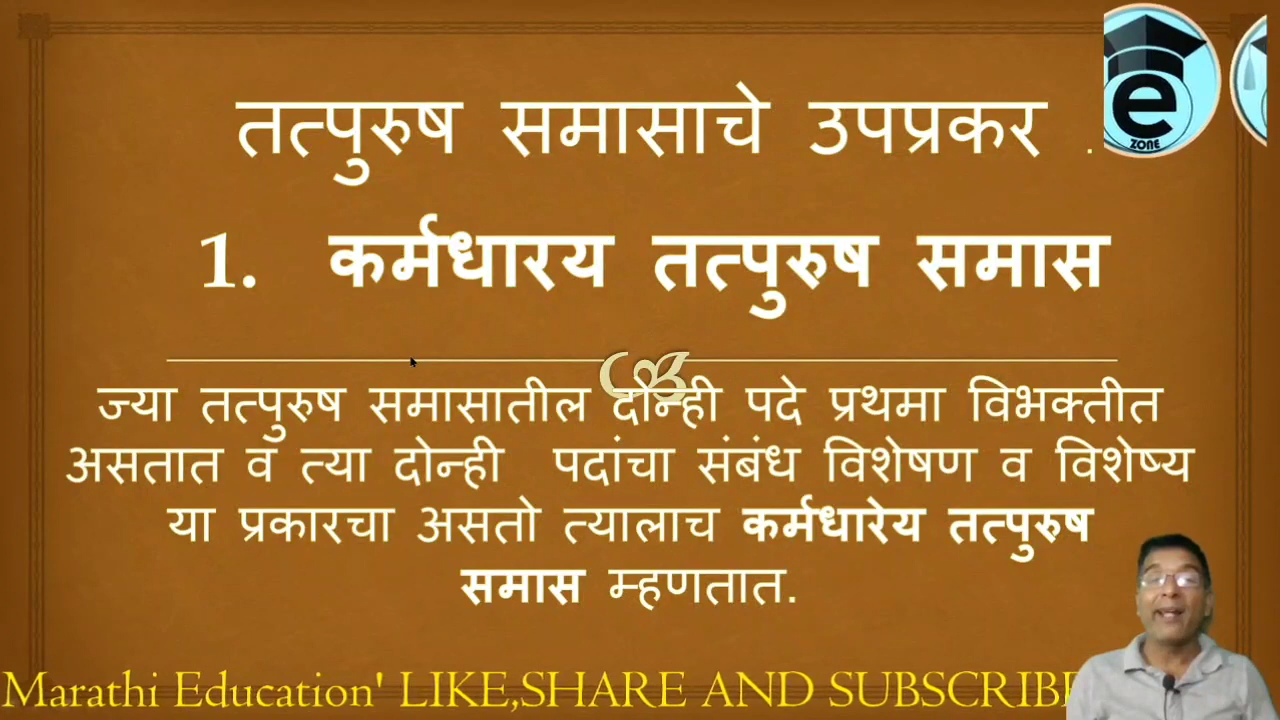 तत्पुरुष समासाचे उपप्रकर .
e
ZONE
1. कर्मधारय तत्पुरुष समास
ज्या तत्पुरुष समासातील दोन्ही पदे प्रथमा विभक्तीत
असतात व त्या दोन्ही पदांचा संबंध विशेषण व विशेष्य
या प्रकारचा असतो त्यालाच कर्मधारेय तत्पुरुष
समास म्हणतात.
Marathi Education' LIKE,SHARE AND SUBSCRIBE